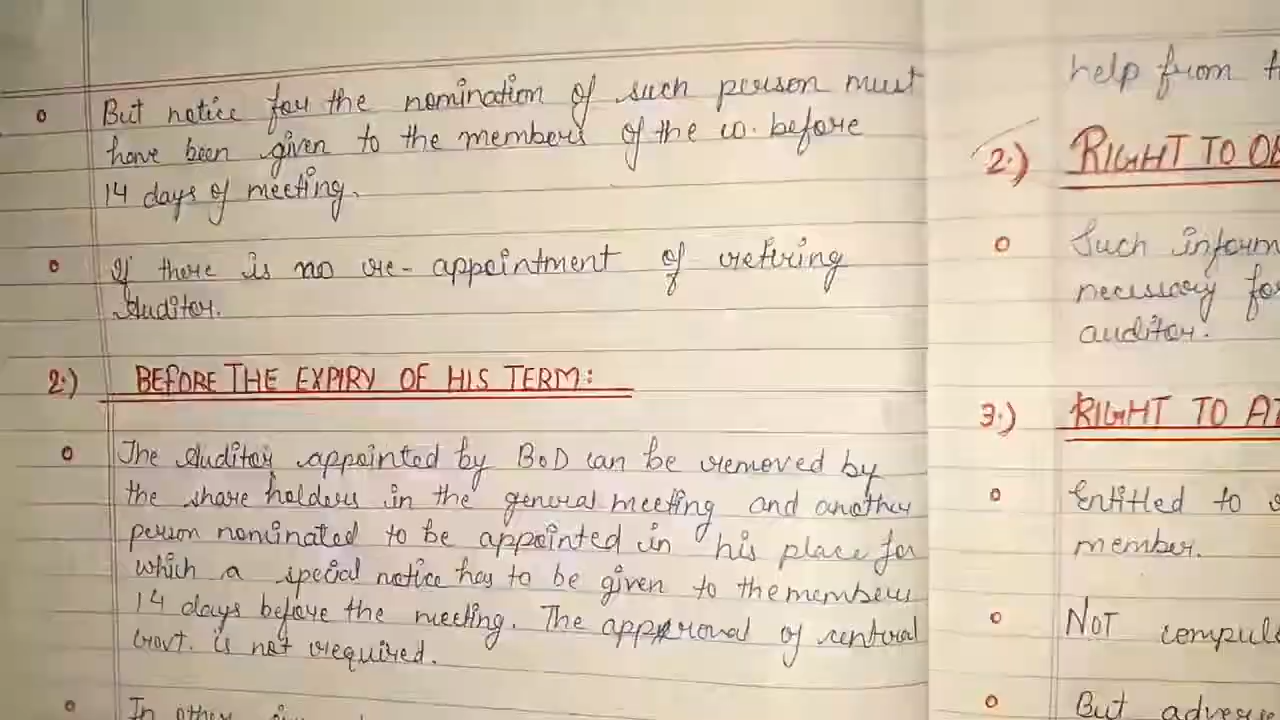 But notice for the nomination of such person must
have been given to the members of the co. before
14 days of meeting.
If there is no re-appointment of retiring
Auditor.
2.) BEFORE THE EXPIRY OF HIS TERM:
The Auditor appointed by BOD can be removed by
the share holders in the general meeting and another
person nominated to be appointed in his place for
which a special notice has to be given to the members
14 days before the meeting. The approval of central
Govt. is not required.
In other
help from
2.) RIGHT TO
Such inform
necessary fo
auditor.
3.) RIGHT TO AT
Entitled to
member.
NOT compul
But advers